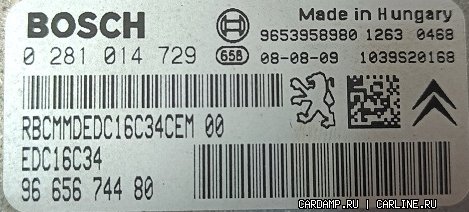 BOSCH
Made in Hungary
9653958980 1263 0468
0 281 014 729
658 08-08-09 1039S20168
RBCMMDEDC16C34CEM 00
EDC16C34
96 656 744 80
CARDAMP.RU / CARLINE.RU